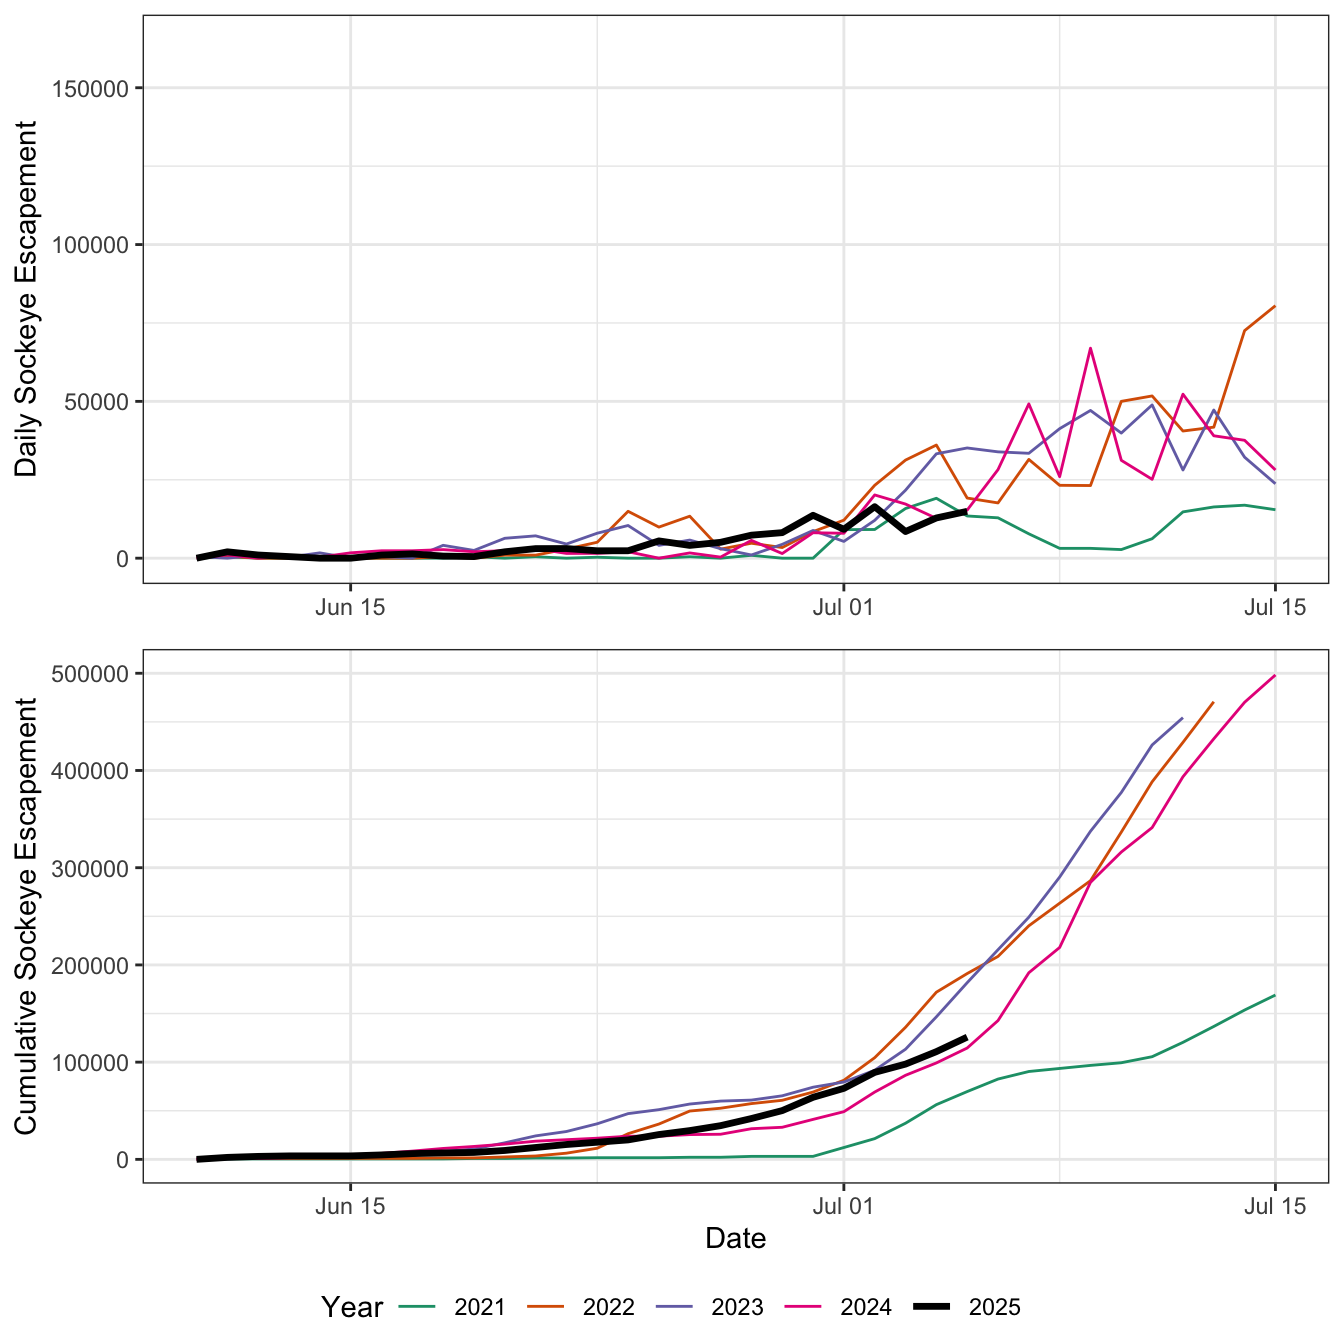 Daily Sockeye Escapement
150000
100000
50000
0
Jun 15 Jul 01 Jul 15
Cumulative Sockeye Escapement
500000
400000
300000
200000
100000
0
Jun 15 Jul 01 Jul 15
Date
Year 2021 2022 2023 2024 2025